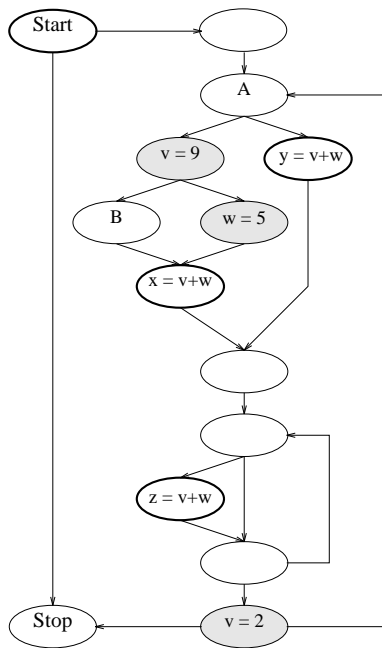 Start
A
v = 9
y = v+w
B
w = 5
x = v+w
z = v+w
Stop
v = 2